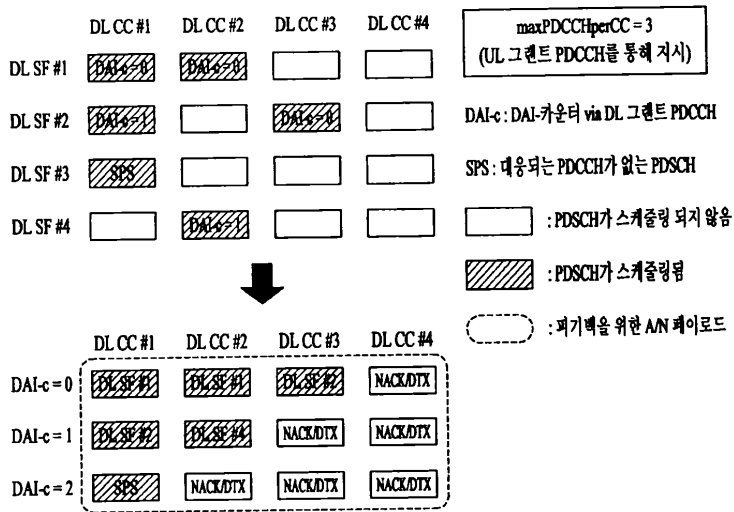 DL CC #1 DL CC #2 DL CC #3 DL CC #4
maxPDCCHperCC = 3
(UL 그랜트 PDCCH를 통해 지시)
DL SF #1 DAI-c = 0 DAI-c = 0
DL SF #2 DAI-c = 1 DAI-c = 0
DAI-c : DAI-카운터 via DL 그랜트 PDCCH
DL SF #3 SPS
SPS : 대응되는 PDCCH가 없는 PDSCH
DL SF #4 DAI-c = 1
: PDSCH가 스케줄링 되지 않음
: PDSCH가 스케줄링됨
: 피기백을 위한 A/N 페이로드
DL CC #1 DL CC #2 DL CC #3 DL CC #4
DAI-c = 0 DL SF #1 DL SF #1 DL SF #2 NACK/DTX
DAI-c = 1 DL SF #2 DL SF #4 NACK/DTX NACK/DTX
DAI-c = 2 SPS NACK/DTX NACK/DTX NACK/DTX